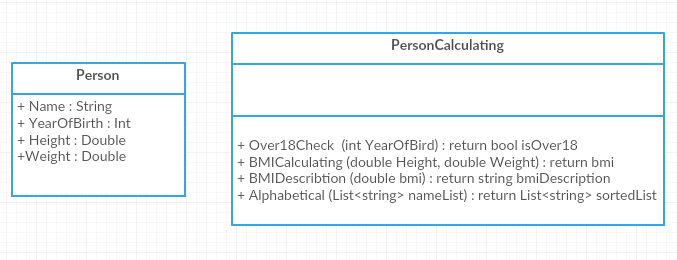 Person
+ Name : String
+ YearOfBirth : Int
+ Height : Double
+Weight : Double
PersonCalculating
+ Over18Check (int YearOfBird) : return bool isOver18
+ BMICalculating (double Height, double Weight) : return bmi
+ BMIDescribtion (double bmi) : return string bmiDescription
+ Alphabetical (List<string> nameList) : return List<string> sortedList